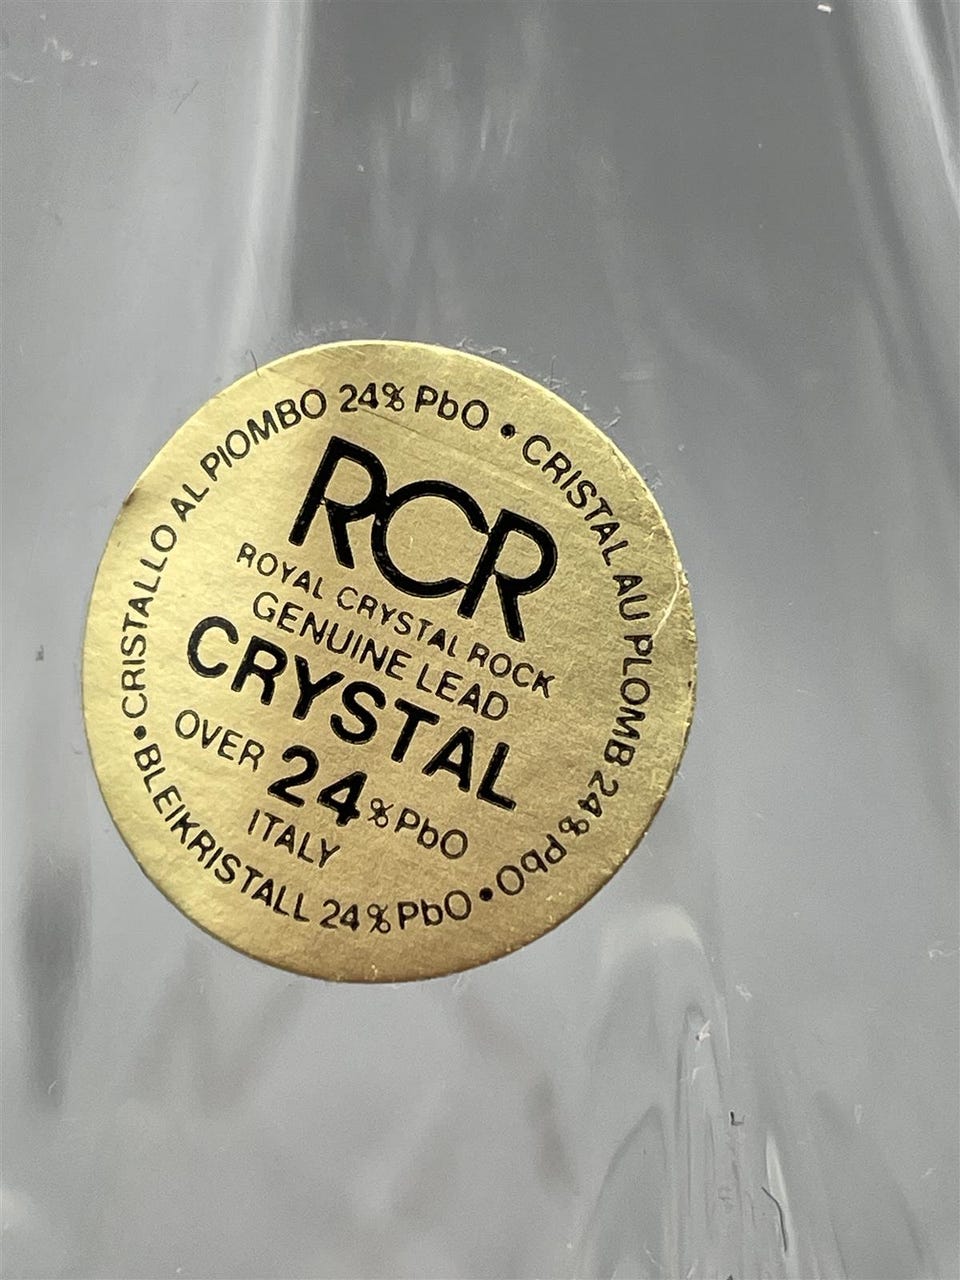 CRISTALLO AL PIOMBO 24% PbO • CRISTAL AU PLOMB 24% PbO • BLEIKRISTALL 24% PbO •
RCR
ROYAL CRYSTAL ROCK
GENUINE LEAD
CRYSTAL
OVER 24% PbO
ITALY